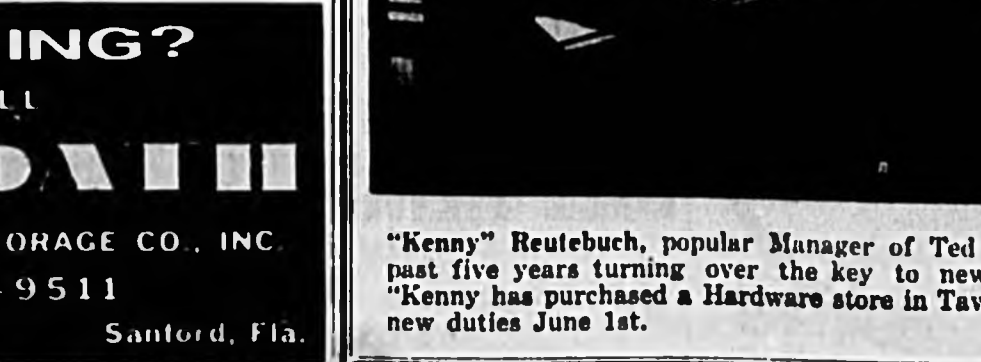 ING?
LL
ORAGE CO., INC.
- 9511
Sanford, Fla.
"Kenny" Reutebuch, popular Manager of Ted
past five years turning over the key to new
"Kenny has purchased a Hardware store in Tav
new duties June 1st.